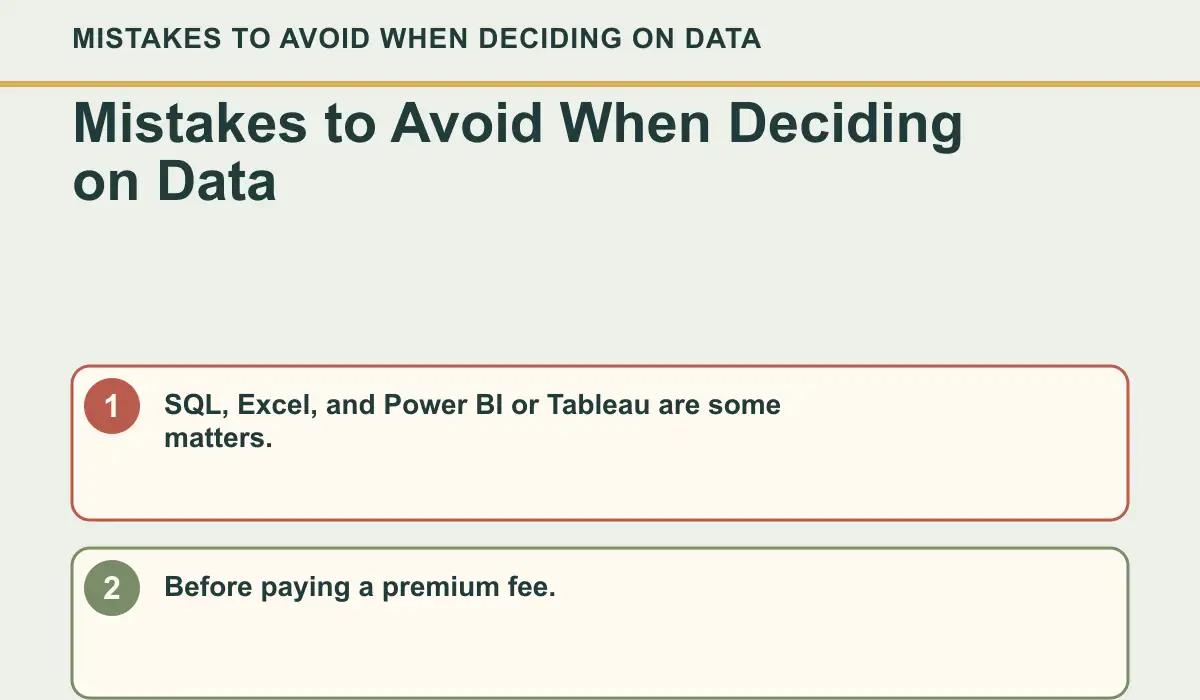 MISTAKES TO AVOID WHEN DECIDING ON DATA
Mistakes to Avoid When Deciding
on Data
1
SQL, Excel, and Power BI or Tableau are some
matters.
2
Before paying a premium fee.